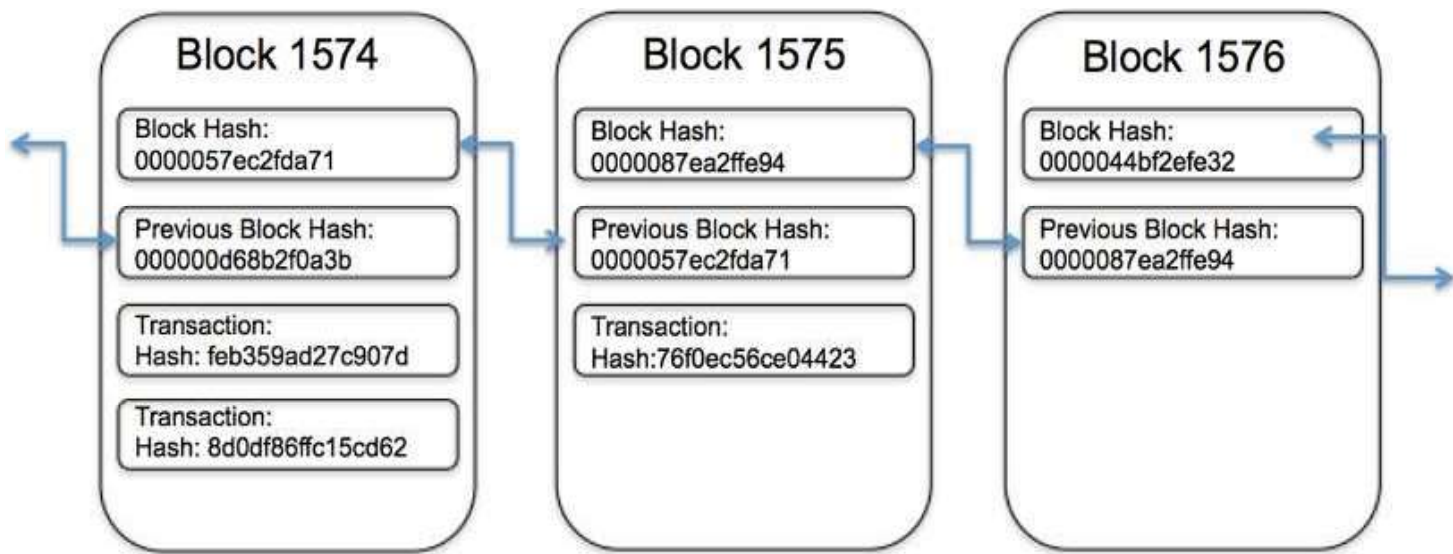 Block 1574
Block Hash:
0000057ec2fda71
Previous Block Hash:
000000d68b2f0a3b
Transaction:
Hash: feb359ad27c907d
Transaction:
Hash: 8d0df86ffc15cd62
Block 1575
Block Hash:
0000087ea2ffe94
Previous Block Hash:
0000057ec2fda71
Transaction:
Hash:76f0ec56ce04423
Block 1576
Block Hash:
0000044bf2efe32
Previous Block Hash:
0000087ea2ffe94